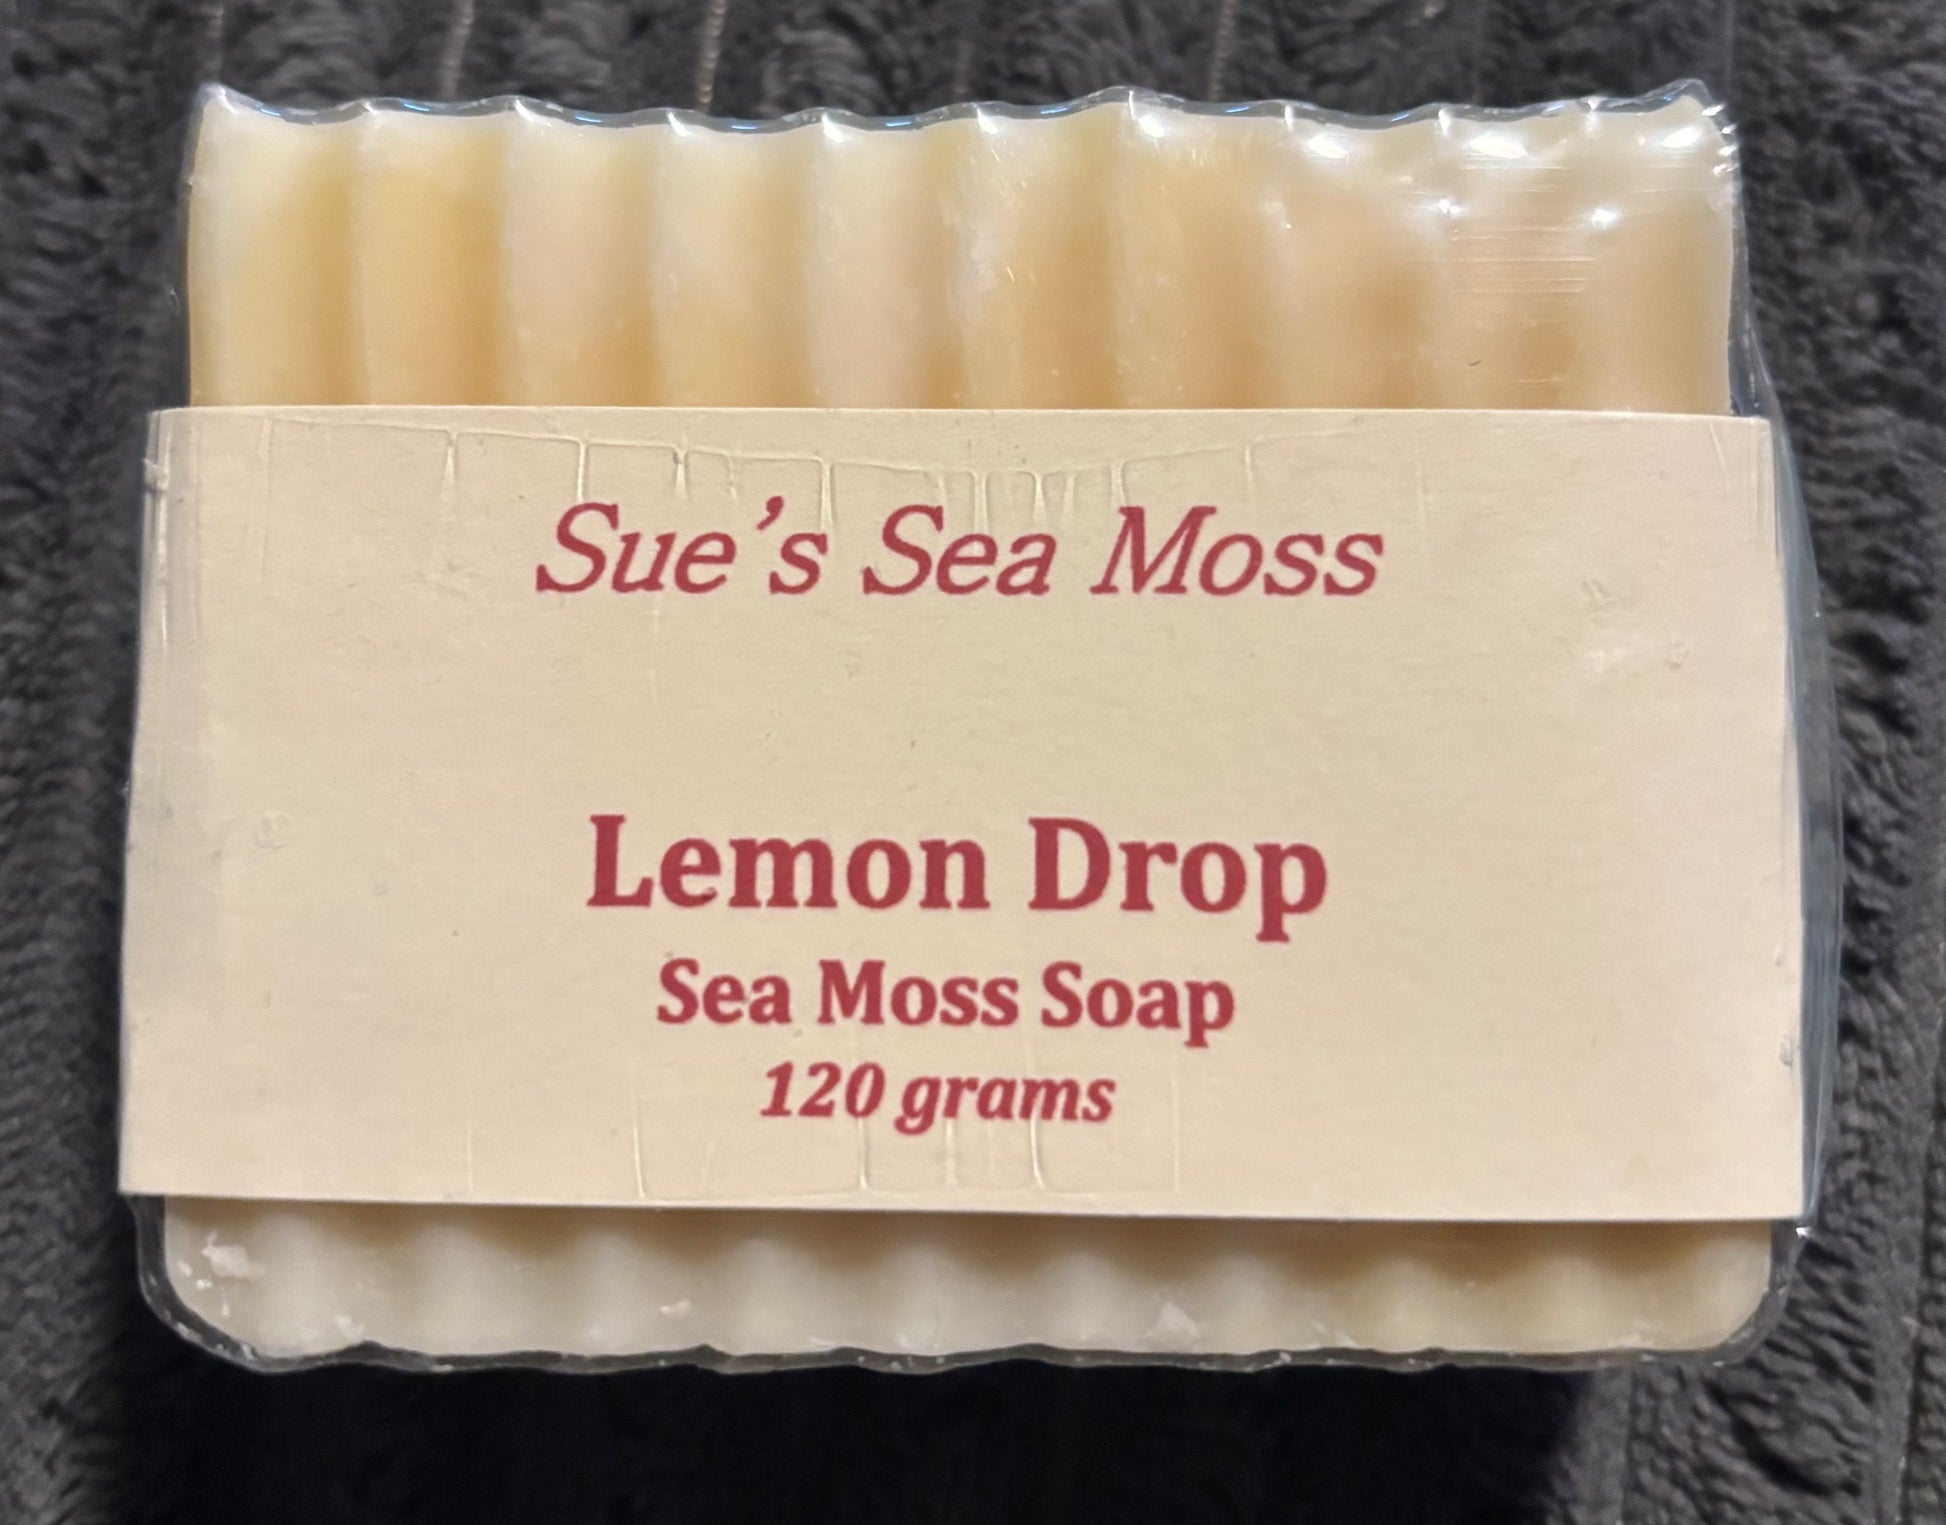 Sue's Sea Moss
Lemon Drop
Sea Moss Soap
120 grams